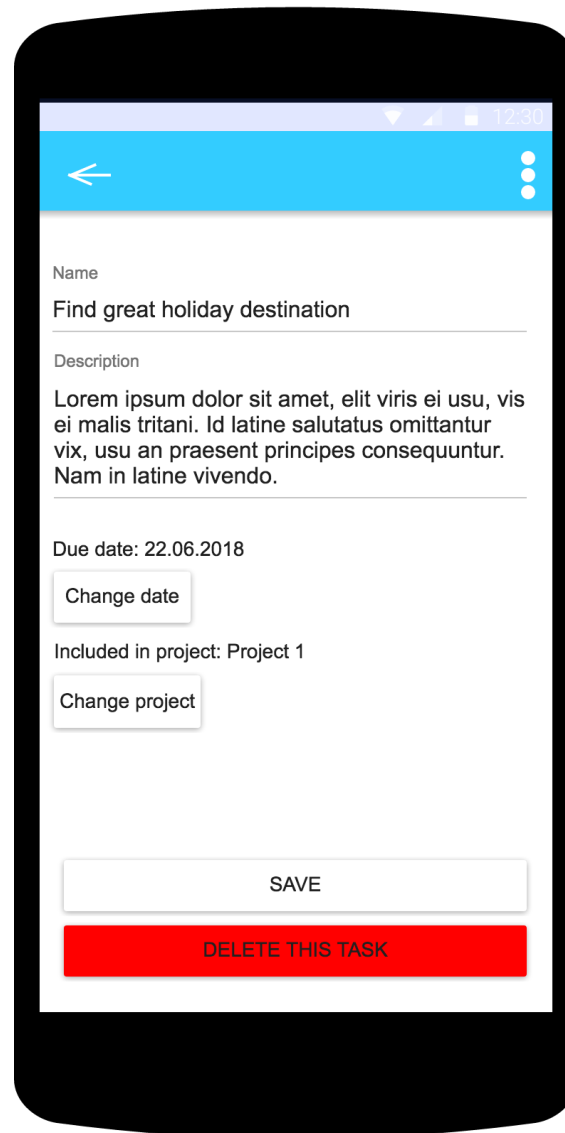 12:30
Name
Find great holiday destination
Description
Lorem ipsum dolor sit amet, elit viris ei usu, vis
ei malis tritani. Id latine salutatus omittantur
vix, usu an praesent principes consequuntur.
Nam in latine vivendo.
Due date: 22.06.2018
Change date
Included in project: Project 1
Change project
SAVE
DELETE THIS TASK